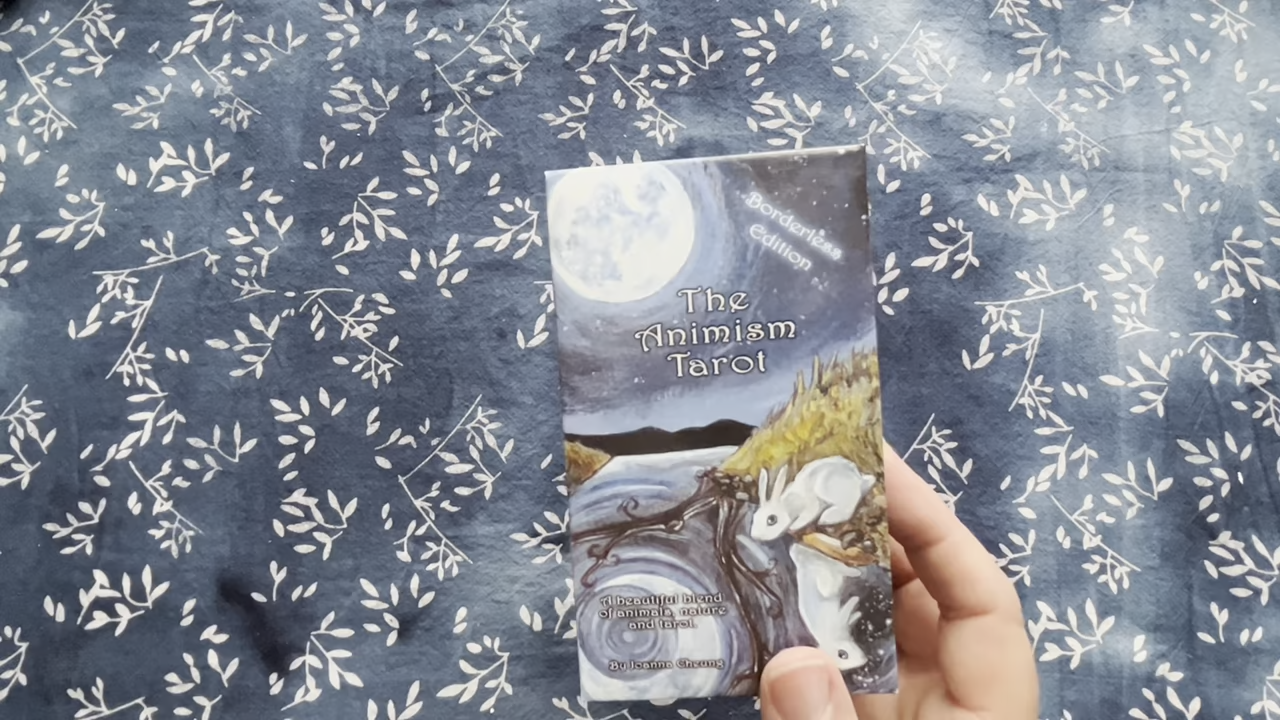 Borderless
Edition
The
Animism
Tarot
A beautiful blend
of animals, nature
and tarot.
By Joanna Cheung